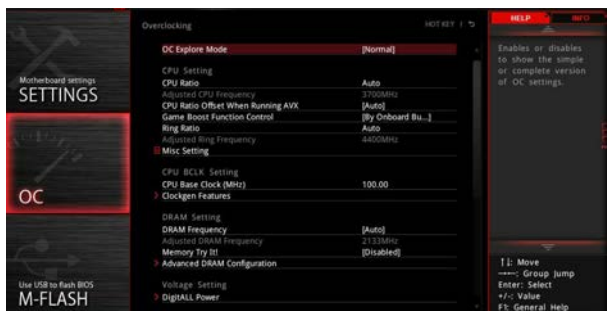 Overclocking
HOT KEY
HELP
INFO
Motherboard settings
SETTINGS
OC
Use USB to flash BIOS
M-FLASH
OC Explore Mode [Normal]
CPU Setting
CPU Ratio Auto
Adjusted CPU Frequency 3700MHz
CPU Ratio Offset When Running AVX [Auto]
Game Boost Function Control [By Onboard Bu...]
Ring Ratio Auto
Adjusted Ring Frequency 4400MHz
Misc Setting
CPU BCLK Setting
CPU Base Clock (MHz) 100.00
> Clockgen Features
DRAM Setting
DRAM Frequency [Auto]
Adjusted DRAM Frequency 2133MHz
Memory Try It! [Disabled]
> Advanced DRAM Configuration
Voltage Setting
> DigitALL Power
Enables or disables
to show the simple
or complete version
of OC settings.
↑↓: Move
: Group Jump
Enter: Select
+/-: Value
F1: General Help